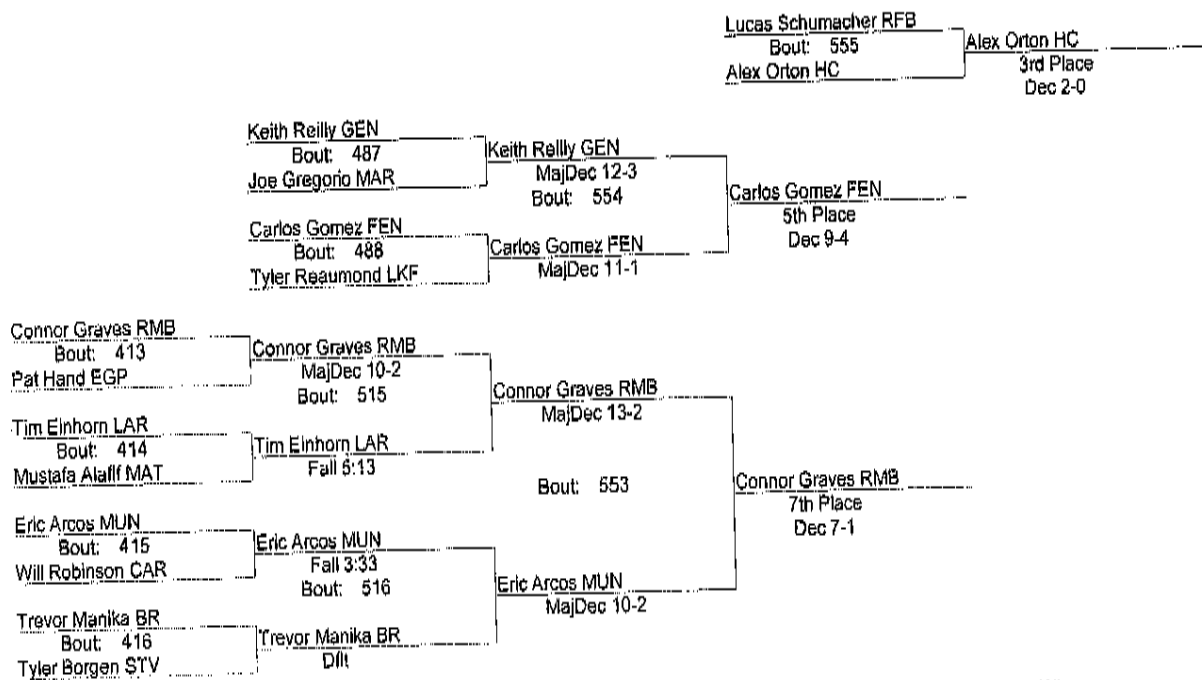 Lucas Schumacher RFB
Bout: 555
Alex Orton HC
Alex Orton HC
3rd Place
Dec 2-0
Keith Reilly GEN
Bout: 487
Joe Gregorio MAR
Keith Reilly GEN
MajDec 12-3
Bout: 554
Carlos Gomez FEN
Bout: 488
Tyler Reaumond LKF
Carlos Gomez FEN
MajDec 11-1
Carlos Gomez FEN
5th Place
Dec 9-4
Connor Graves RMB
Bout: 413
Pat Hand EGP
Connor Graves RMB
MajDec 10-2
Bout: 515
Tim Einhorn LAR
Bout: 414
Mustafa Alafif MAT
Tim Einhorn LAR
Fall 5:13
Connor Graves RMB
MajDec 13-2
Bout: 553
Eric Arcos MUN
Bout: 415
Will Robinson CAR
Eric Arcos MUN
Fall 3:33
Bout: 516
Trevor Manika BR
Bout: 416
Tyler Borgen STV
Trevor Manika BR
Dflt
Eric Arcos MUN
MajDec 10-2
Connor Graves RMB
7th Place
Dec 7-1